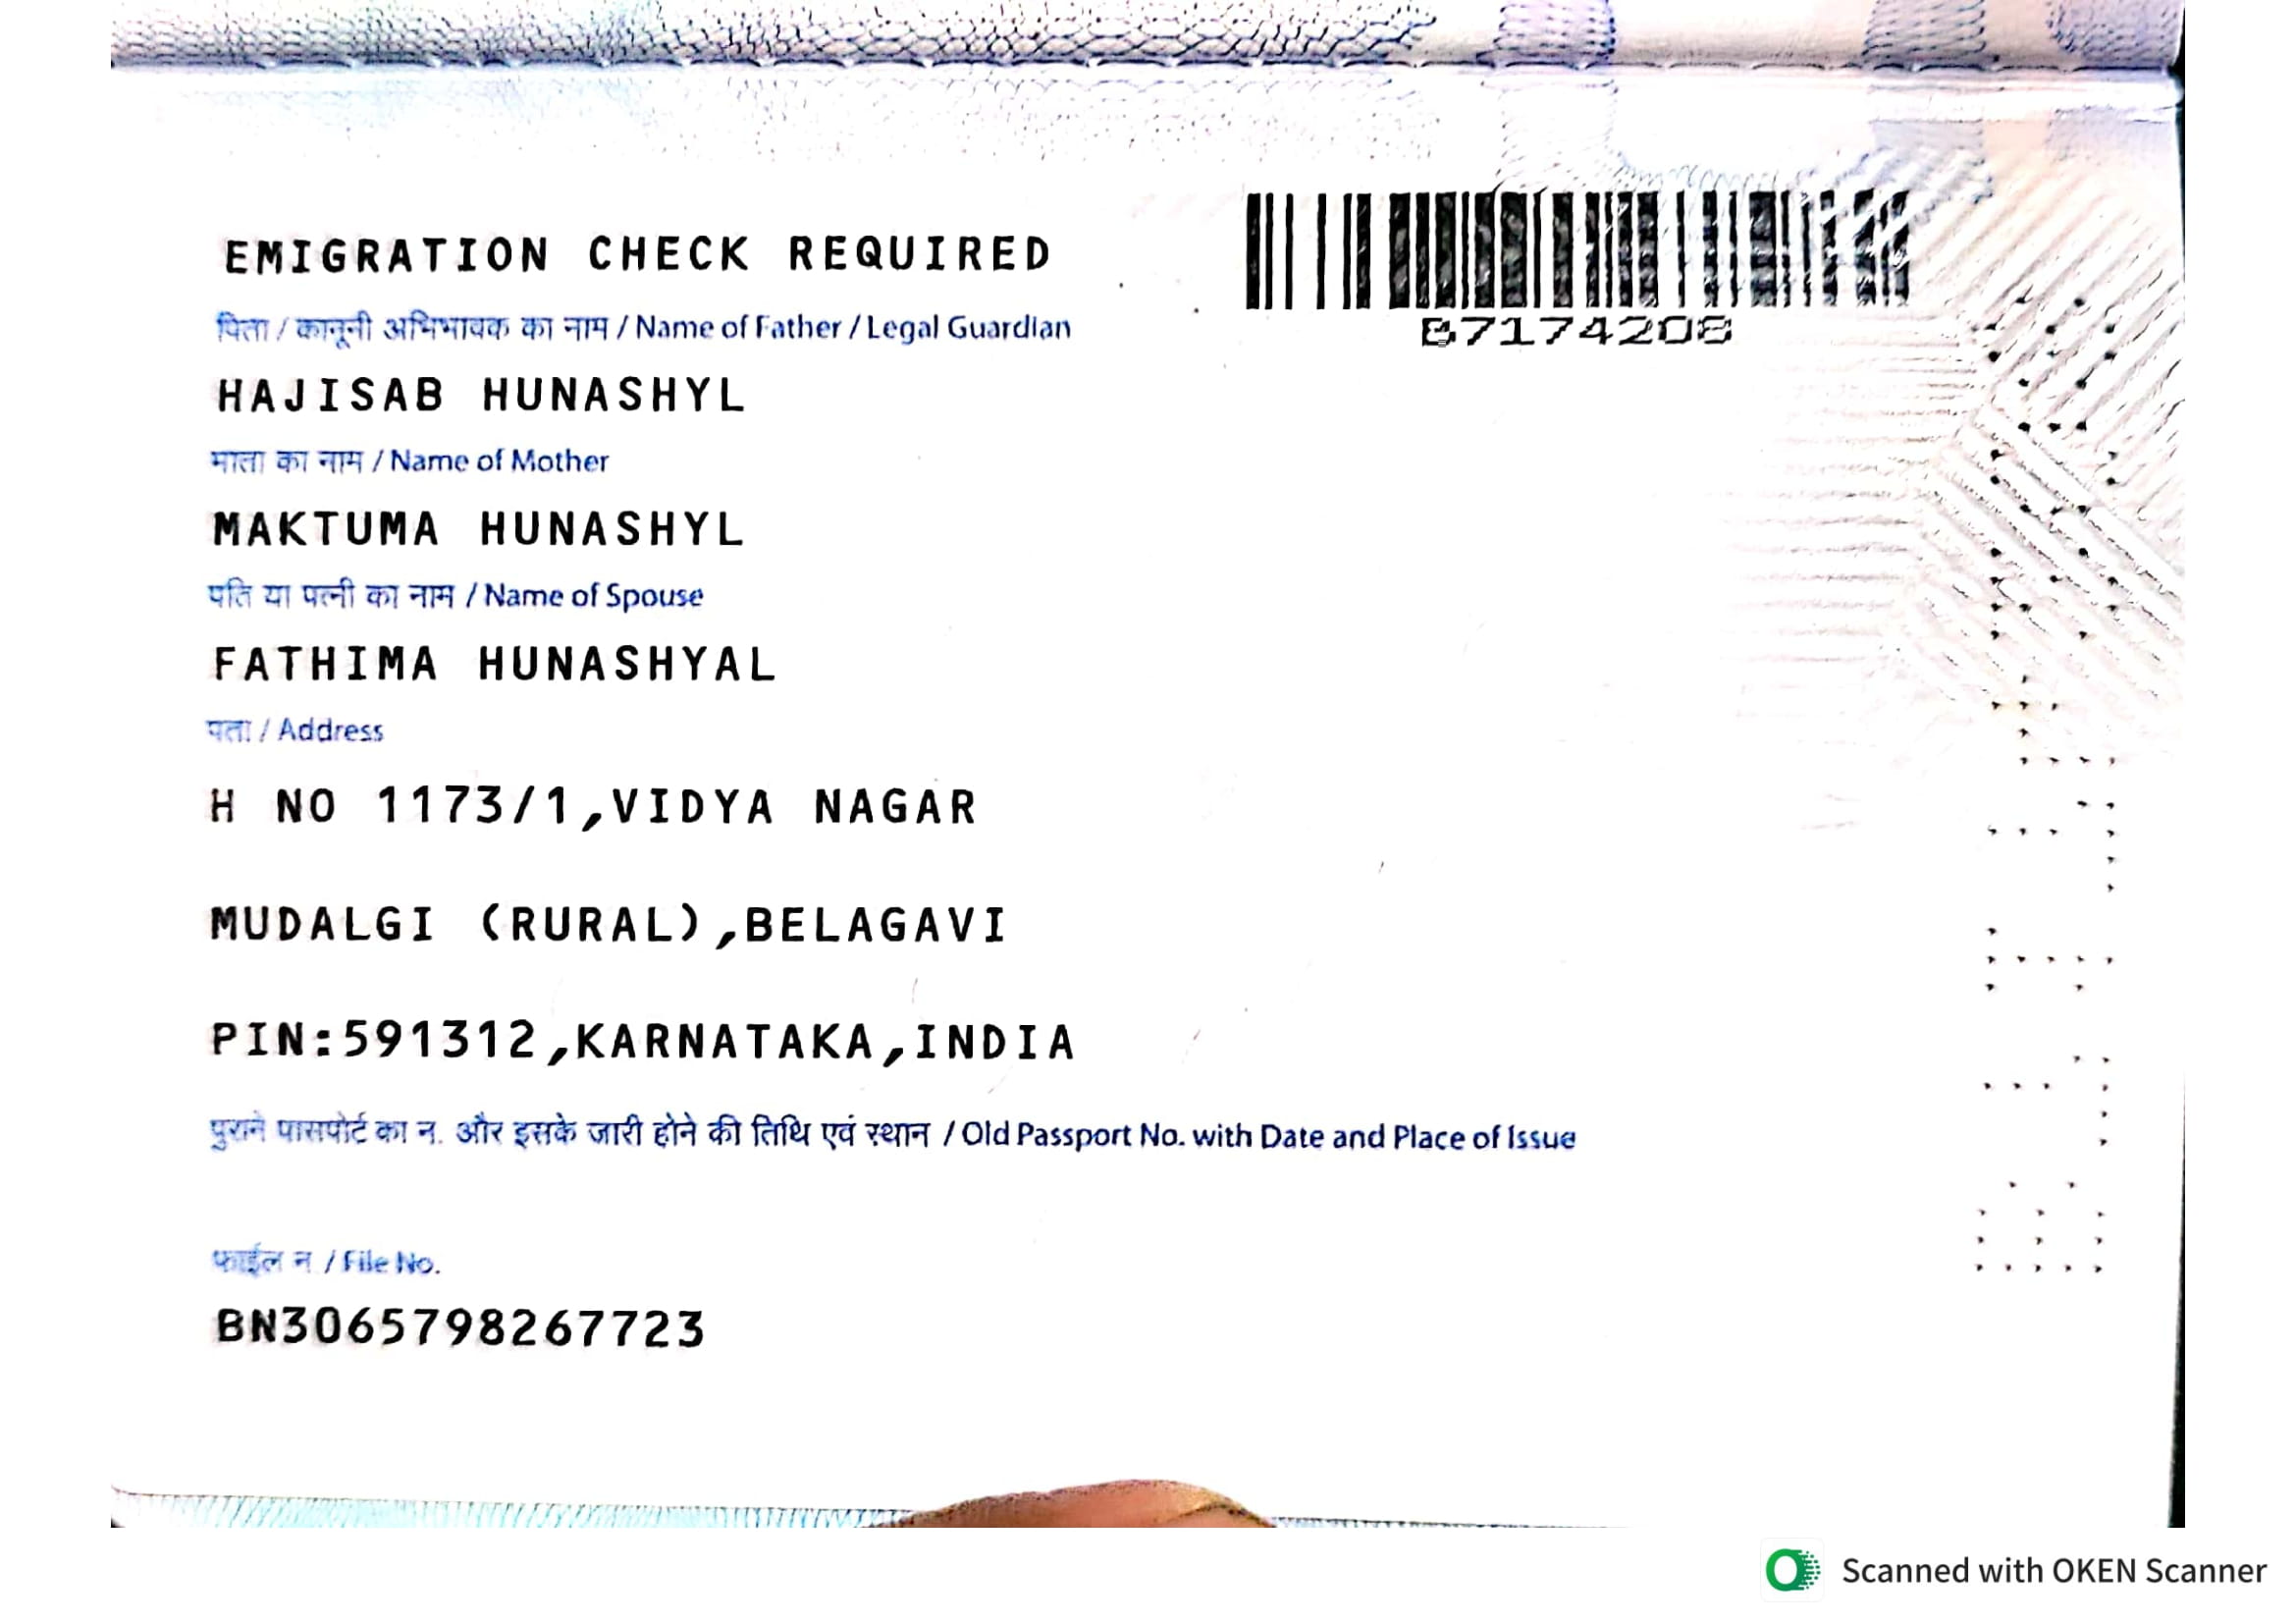 EMIGRATION CHECK REQUIRED
B7174208
पिता / कानूनी अभिभावक का नाम / Name of Father / Legal Guardian
HAJISAB HUNASHYL
माता का नाम / Name of Mother
MAKTUMA HUNASHYL
पति या पत्नी का नाम / Name of Spouse
FATHIMA HUNASHYAL
पता / Address
H NO 1173/1,VIDYA NAGAR
MUDALGI (RURAL),BELAGAVI
PIN:591312,KARNATAKA,INDIA
पुराने पासपोर्ट का न. और इसके जारी होने की तिथि एवं स्थान / Old Passport No. with Date and Place of Issue
फाईल न / File No.
BN3065798267723
Scanned with OKEN Scanner